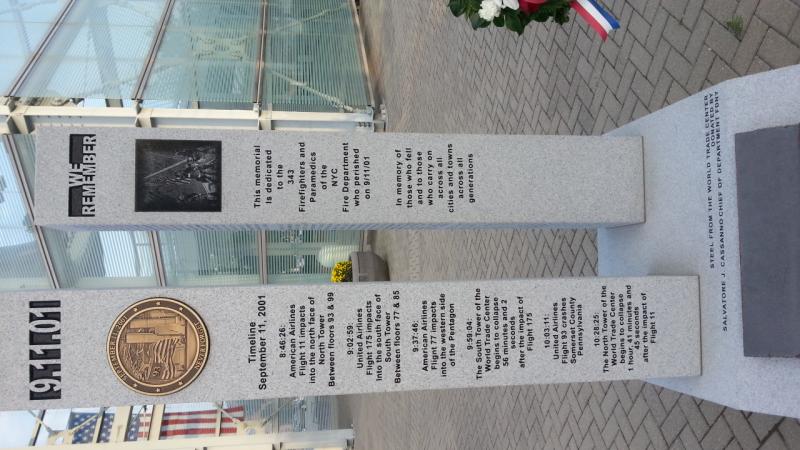 9.11.01
Timeline
September 11, 2001
8:46:26:
American Airlines
Flight 11 impacts
into the north face of
North Tower
Between floors 93 & 99
9:02:59:
United Airlines
Flight 175 impacts
into the south face of
South Tower
Between floors 77 & 85
9:37:46:
American Airlines
Flight 77 impacts
into the western side
of the Pentagon
9:59:04:
The South Tower of the
World Trade Center
begins to collapse
56 minutes and 2
seconds
after the impact of
flight 175
10:03:11:
United Airlines
Flight 93 crashes
Somerset County
Pennsylvania
10:28:25:
The North Tower of the
World Trade Center
begins to collapse
1 hour, 41 minutes and
45 seconds
after the impact of
Flight 11
WE
REMEMBER
This memorial
is dedicated
to the
343
Firefighters and
Paramedics
of the
NYC
Fire Department
who perished
on 9/11/01
In memory of
those who fell
and to those
who carry on
across all
cities and towns
across all
generations
STEEL FROM THE WORLD TRADE CENTER
DONATED BY
SALVATORE J. CASSANNO CHIEF OF DEPARTMENT FDNY